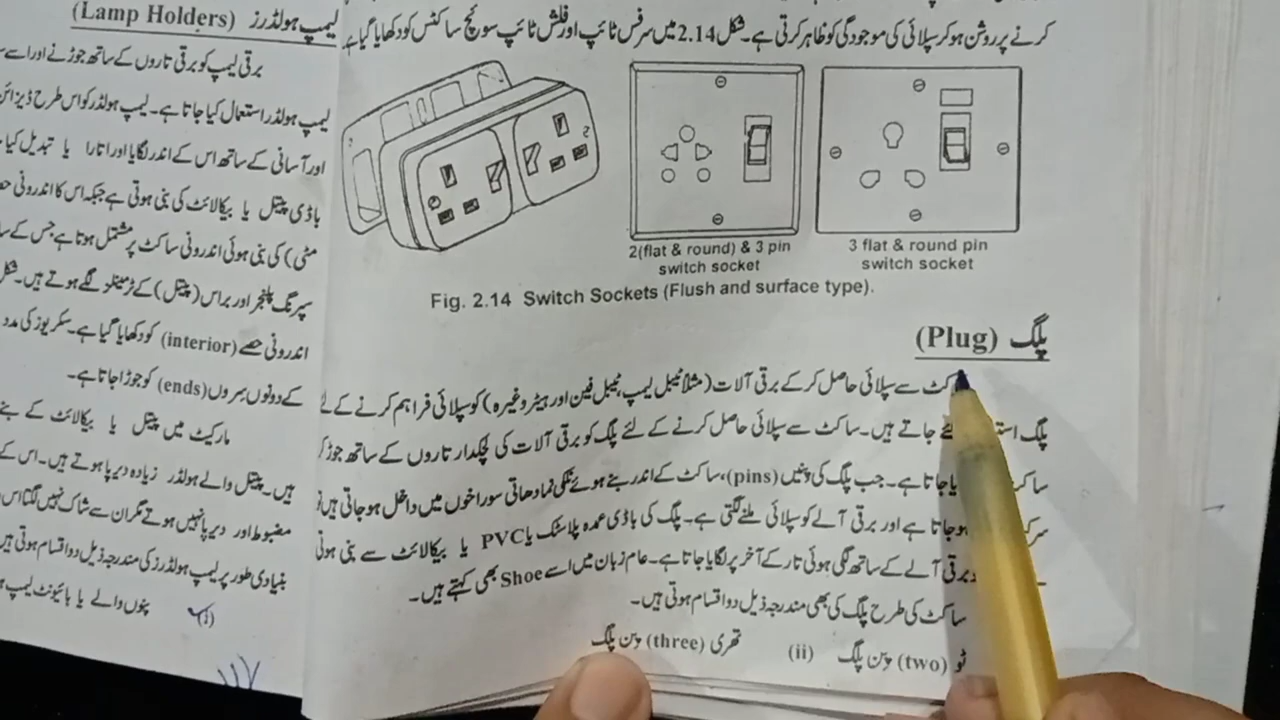 کرنے پر روشن ہو کر سپلائی کی موجودگی کو ظاہر کرتی ہے۔ شکل 2.14 میں سرفس ٹائپ اور فلش ٹائپ سوئچ ساکٹس کو دکھایا گیا ہے
2(flat & round) & 3 pin
switch socket
3 flat & round pin
switch socket
Fig. 2.14 Switch Sockets (Flush and surface type).
پلگ (Plug)
ساکٹ سے سپلائی حاصل کر کے برقی آلات (مثلاً ٹیبل لیمپ، ٹیبل فین اور ہیٹر وغیرہ) کو سپلائی فراہم کرنے کے لئے
پلگ جاتے ہیں۔ ساکٹ سے سپلائی حاصل کرنے کے لئے پلگ کو برقی آلات کی لچکدار تاروں کے ساتھ جوڑ کر
جاتا ہے۔ جب پلگ کی پنیں (pins)، ساکٹ کے اندر بنے ہوئے نلکی نما دھاتی سوراخوں میں داخل ہو جاتی ہیں
ہو جاتا ہے اور برقی آلے کو سپلائی ملنے لگتی ہے۔ پلگ کی باڈی عمدہ پلاسٹک یا PVC یا بیکالائٹ سے بنی ہوتی
برقی آلے کے ساتھ لگی ہوئی تار کے آخر پر لگایا جاتا ہے۔ عام زبان میں اسے Shoe بھی کہتے ہیں۔
ساکٹ کی طرح پلگ کی بھی مندرجہ ذیل دو اقسام ہوتی ہیں۔
ٹو (two) پن پلگ (ii) تھری (three) پن پلگ
لیمپ ہولڈرز (Lamp Holders)
برقی لیمپ کو برقی تاروں کے ساتھ جوڑنے اور اسے
لیمپ ہولڈر استعمال کیا جاتا ہے۔ لیمپ ہولڈر کو اس طرح ڈیزائن
اور آسانی کے ساتھ اس کے اندر لگایا اور اتارا یا تبدیل کیا
باڈی پیتل یا بیکالائٹ کی بنی ہوتی ہے جبکہ اس کا اندرونی
مٹی) کی بنی ہوئی اندرونی ساکٹ پر مشتمل ہوتا ہے جس کے
سپرنگ پلنجر اور براس (پیتل) کے ٹرمینلز لگے ہوتے ہیں۔ شکل
اندرونی حصے (interior) کو دکھایا گیا ہے۔ سکریوز کی مدد
کے دونوں سروں (ends) کو جوڑا جاتا ہے۔
مارکیٹ میں پیتل یا بیکالائٹ کے بنے
ہیں۔ پیتل والے ہولڈر زیادہ دیرپا ہوتے ہیں۔ اس کے
مضبوط اور دیرپا نہیں ہوتے مگر ان سے شاک نہیں لگتا
بنیادی طور پر لیمپ ہولڈرز کی مندرجہ ذیل دو اقسام ہوتی ہیں
(i) پنوں والے یا بائیونٹ لیمپ